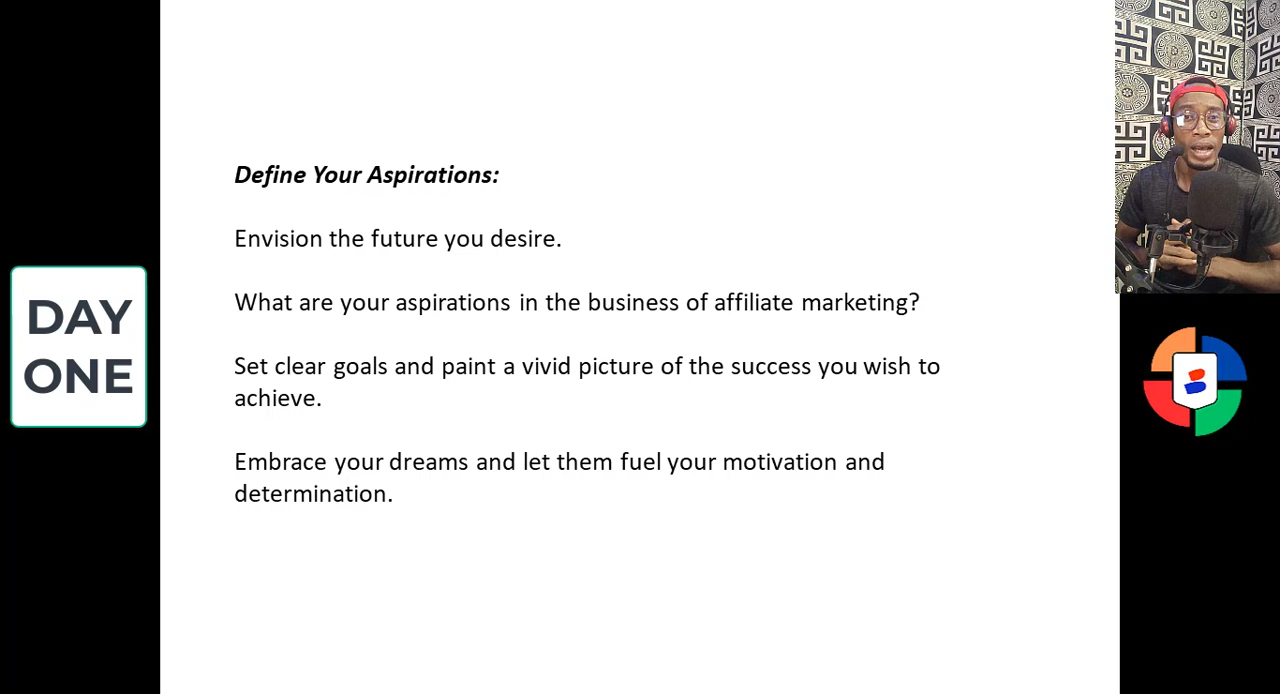 Define Your Aspirations:
Envision the future you desire.
What are your aspirations in the business of affiliate marketing?
Set clear goals and paint a vivid picture of the success you wish to
achieve.
Embrace your dreams and let them fuel your motivation and
determination.
DAY
ONE